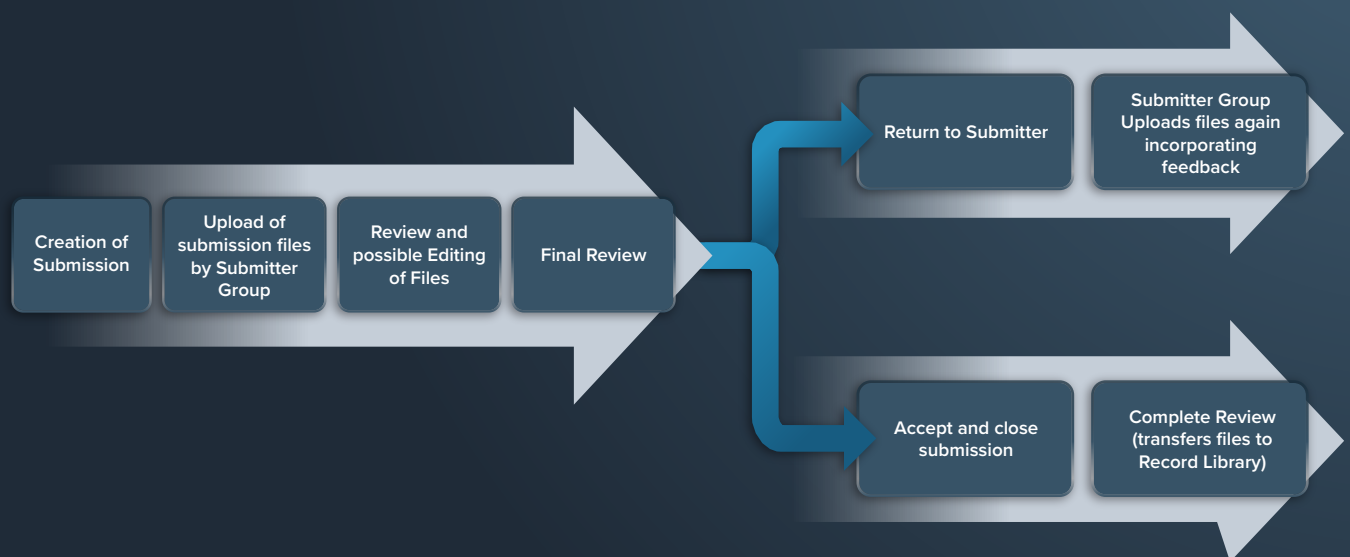 Creation of
Submission
Upload of
submission files
by Submitter
Group
Review and
possible Editing
of Files
Final Review
Return to Submitter
Submitter Group
Uploads files again
incorporating
feedback
Accept and close
submission
Complete Review
(transfers files to
Record Library)